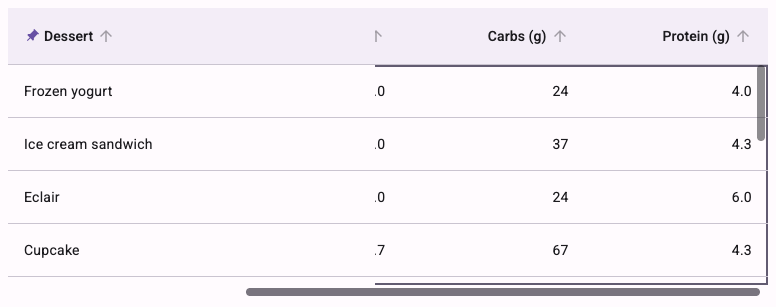 Dessert Carbs (g) Protein (g)
Frozen yogurt .0 24 4.0
Ice cream sandwich .0 37 4.3
Eclair .0 24 6.0
Cupcake .7 67 4.3